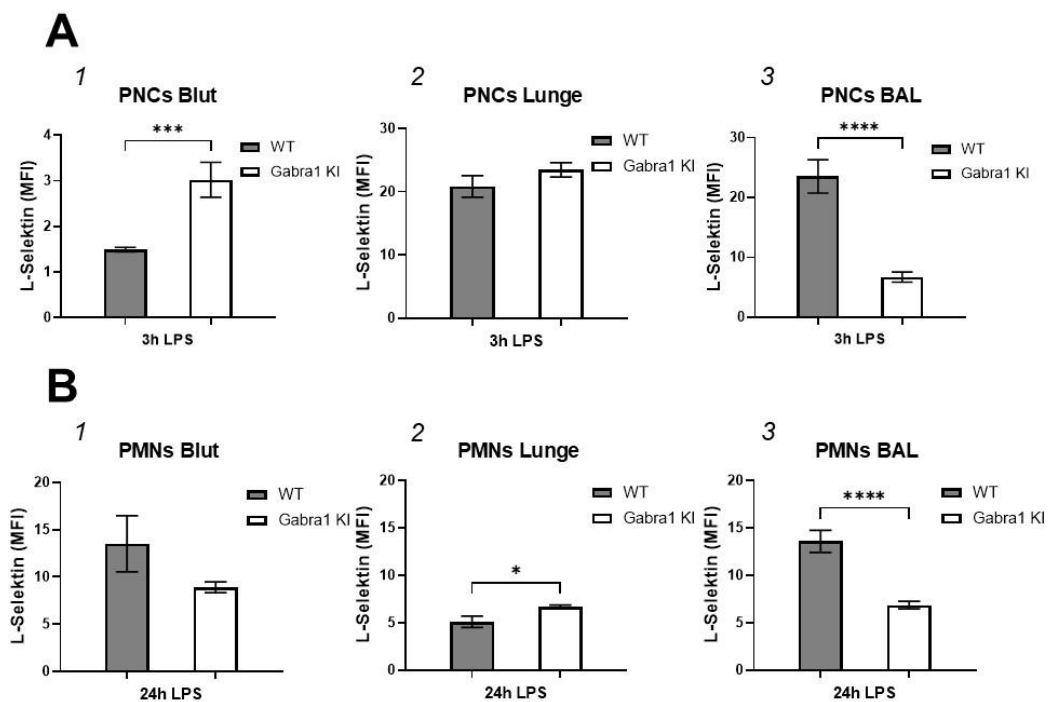 A
1
PNCs Blut
***
WT
Gabra1 KI
L-Selektin (MFI)
4
3
2
1
0
3h LPS
2
PNCs Lunge
WT
Gabra1 KI
L-Selektin (MFI)
30
20
10
0
3h LPS
3
PNCs BAL
****
WT
Gabra1 KI
L-Selektin (MFI)
30
20
10
0
3h LPS
B
1
PMNs Blut
WT
Gabra1 KI
L-Selektin (MFI)
20
15
10
5
0
24h LPS
2
PMNs Lunge
*
WT
Gabra1 KI
L-Selektin (MFI)
20
15
10
5
0
24h LPS
3
PMNs BAL
****
WT
Gabra1 KI
L-Selektin (MFI)
20
15
10
5
0
24h LPS